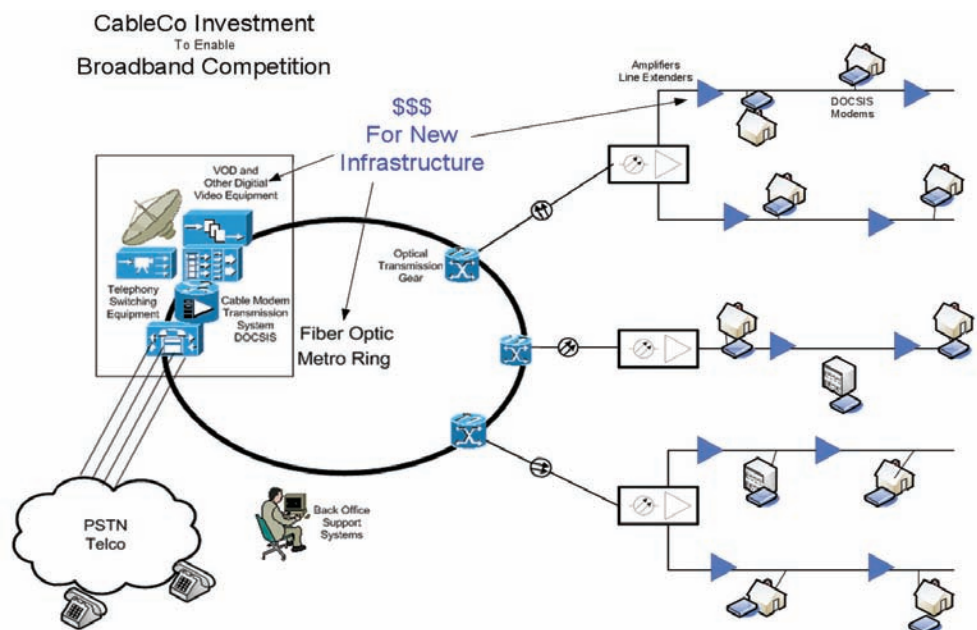 CableCo Investment
To Enable
Broadband Competition
$$$
For New
Infrastructure
Amplifiers
Line Extenders
DOCSIS
Modems
VOD and
Other Digitial
Video Equipment
Optical
Transmission
Gear
Telephony
Switching
Equipment
Cable Modem
Transmission
System
DOCSIS
Fiber Optic
Metro Ring
Back Office
Support
Systems
PSTN
Telco